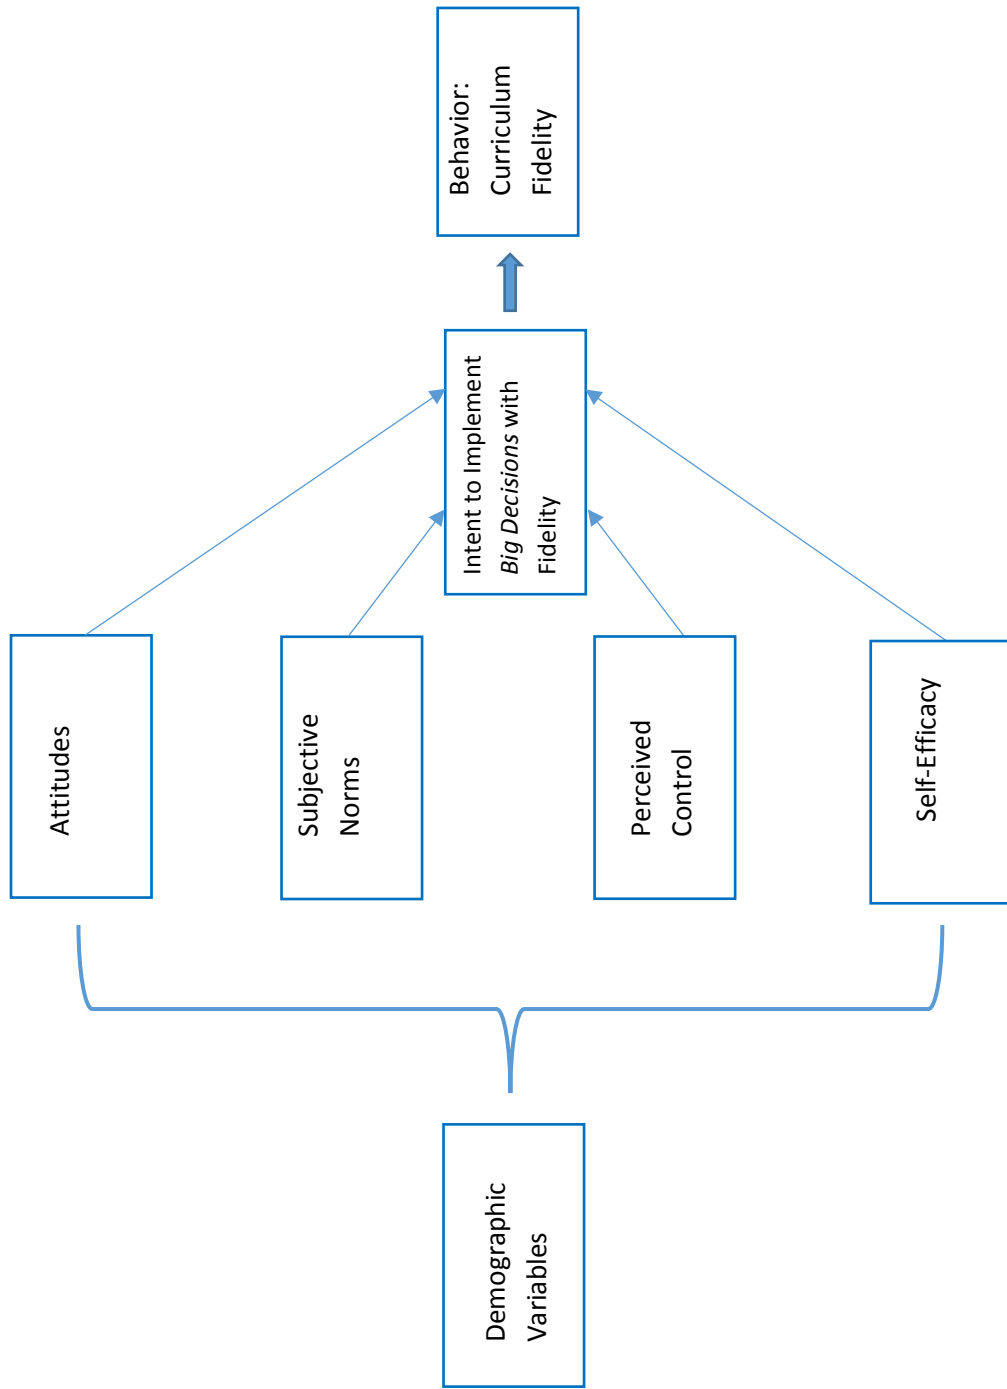 Demographic
Variables
Attitudes
Subjective
Norms
Perceived
Control
Self-Efficacy
Intent to Implement
Big Decisions with
Fidelity
Behavior:
Curriculum
Fidelity